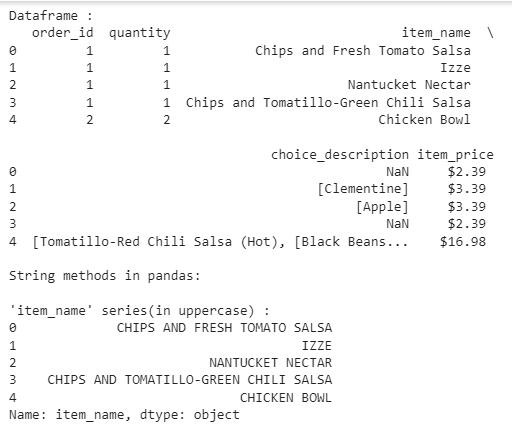 Dataframe :
order_id quantity item_name \
0 1 1 Chips and Fresh Tomato Salsa
1 1 1 Izze
2 1 1 Nantucket Nectar
3 1 1 Chips and Tomatillo-Green Chili Salsa
4 2 2 Chicken Bowl
choice_description item_price
0 NaN $2.39
1 [Clementine] $3.39
2 [Apple] $3.39
3 NaN $2.39
4 [Tomatillo-Red Chili Salsa (Hot), [Black Beans... $16.98
String methods in pandas:
'item_name' series(in uppercase) :
0 CHIPS AND FRESH TOMATO SALSA
1 IZZE
2 NANTUCKET NECTAR
3 CHIPS AND TOMATILLO-GREEN CHILI SALSA
4 CHICKEN BOWL
Name: item_name, dtype: object